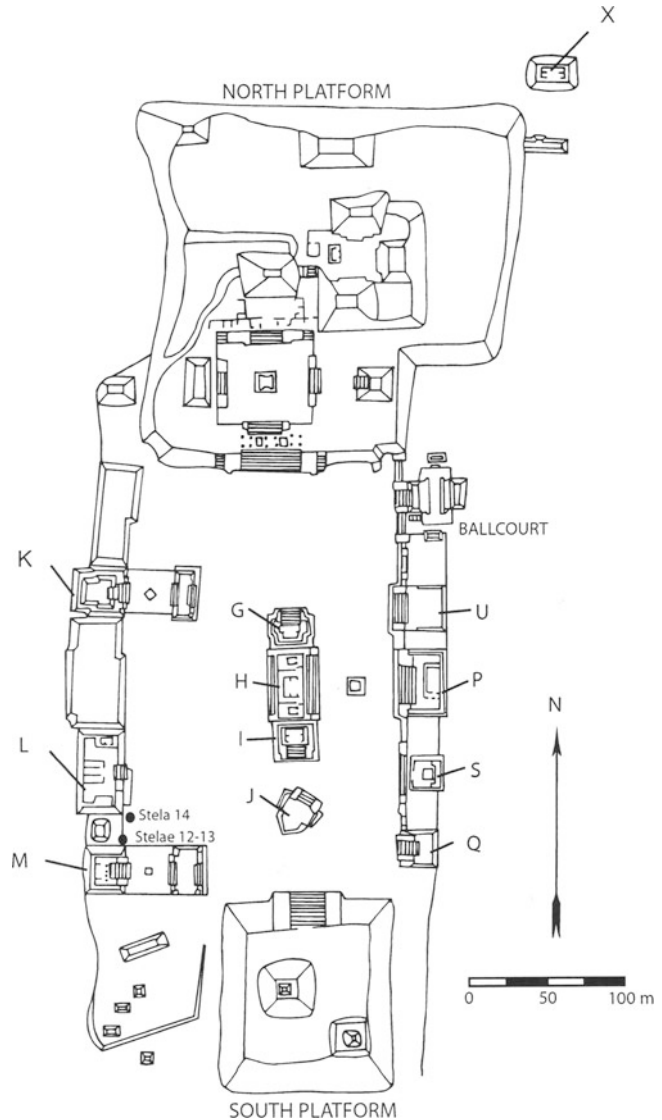 X
NORTH PLATFORM
BALLCOURT
K
G
U
H
P
N
I
L
S
J
Stela 14
Stelae 12-13
M
Q
0 50 100 m
SOUTH PLATFORM